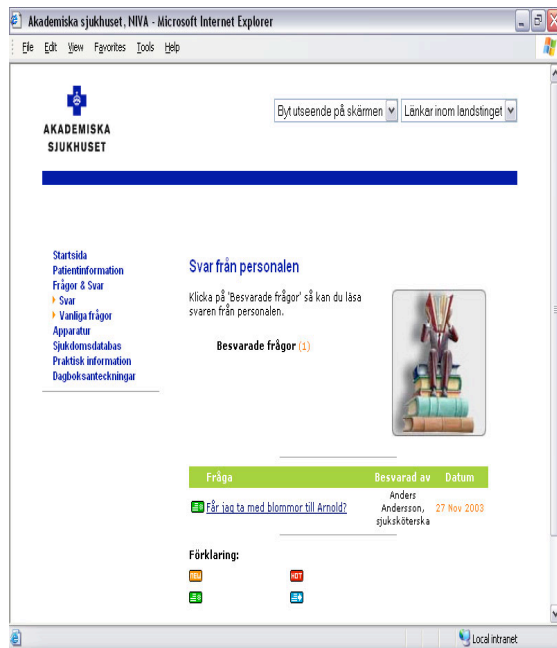 Akademiska sjukhuset, NIVA - Microsoft Internet Explorer
File Edit View Favorites Tools Help
AKADEMISKA
SJUKHUSET
Byt utseende på skärmen
Länkar inom landstinget
Startsida
Patientinformation
Frågor & Svar
Svar
Vanliga frågor
Apparatur
Sjukdomsdatabas
Praktisk information
Dagboksanteckningar
Svar från personalen
Klicka på 'Besvarade frågor' så kan du läsa
svaren från personalen.
Besvarade frågor (1)
Fråga Besvarad av Datum
Får jag ta med blommor till Arnold?
Anders
Andersson,
sjuksköterska
27 Nov 2003
Förklaring:
NEW
HOT
Local intranet